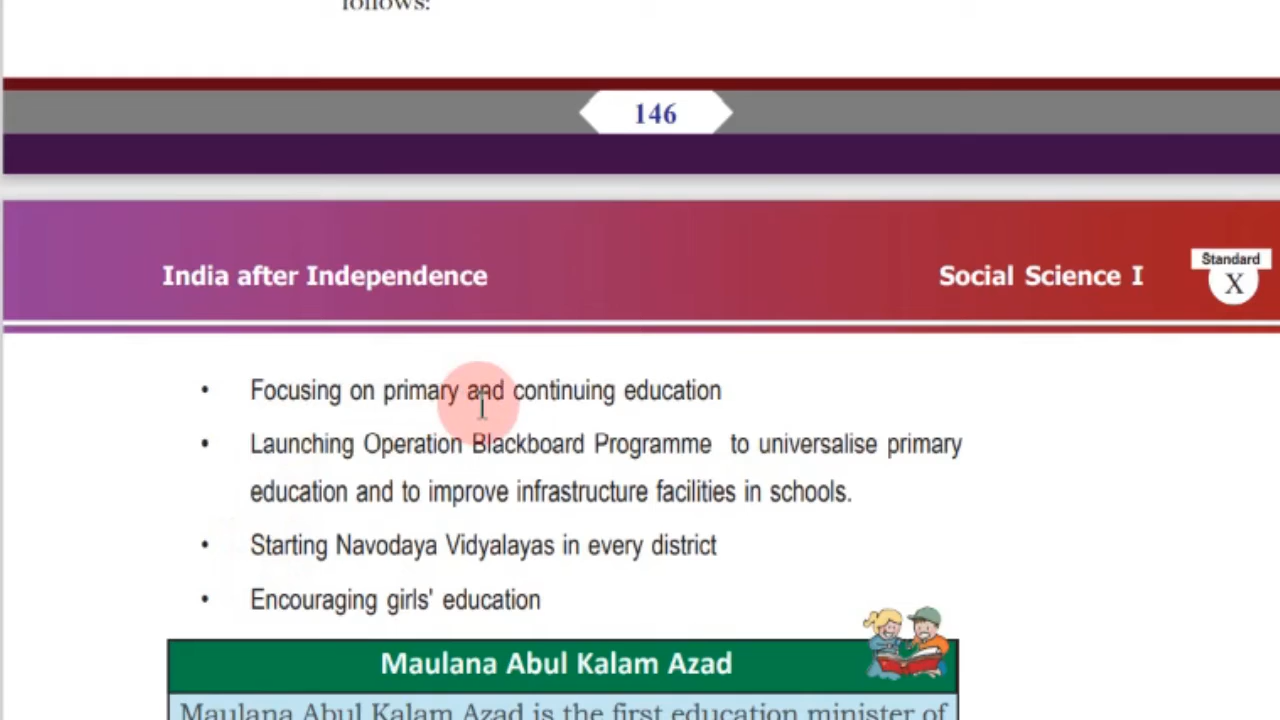 follows:
146
India after Independence
Social Science I
Standard
X
• Focusing on primary and continuing education
• Launching Operation Blackboard Programme to universalise primary
education and to improve infrastructure facilities in schools.
• Starting Navodaya Vidyalayas in every district
• Encouraging girls' education
Maulana Abul Kalam Azad
Maulana Abul Kalam Azad is the first education minister of